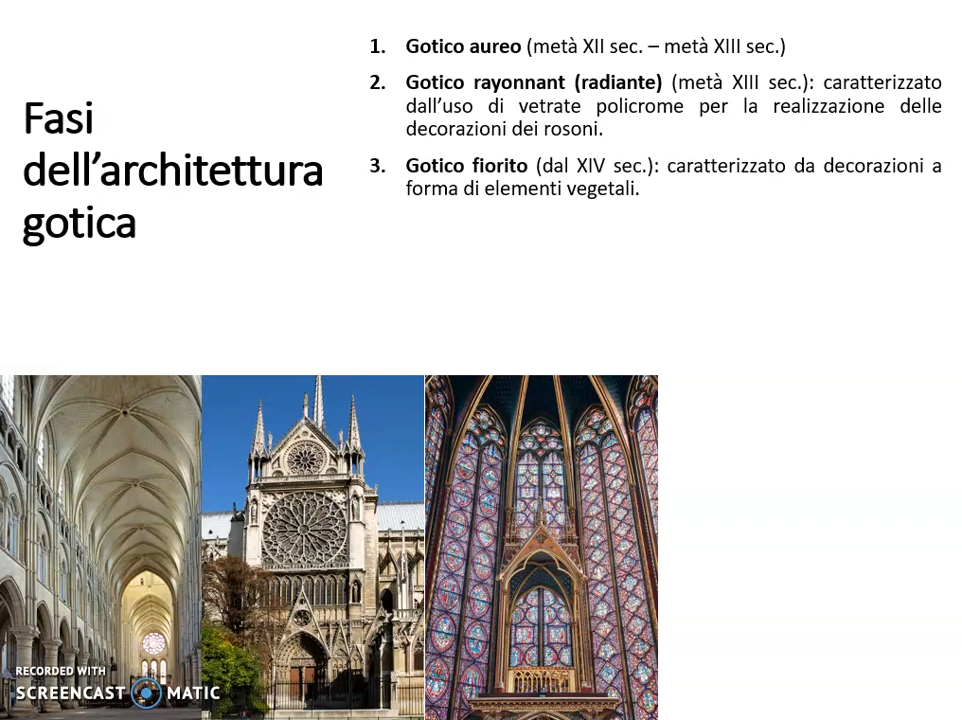 Fasi
dell’architettura
gotica
1. Gotico aureo (metà XII sec. – metà XIII sec.)
2. Gotico rayonnant (radiante) (metà XIII sec.): caratterizzato
dall’uso di vetrate policrome per la realizzazione delle
decorazioni dei rosoni.
3. Gotico fiorito (dal XIV sec.): caratterizzato da decorazioni a
forma di elementi vegetali.
RECORDED WITH
SCREENCAST MATIC